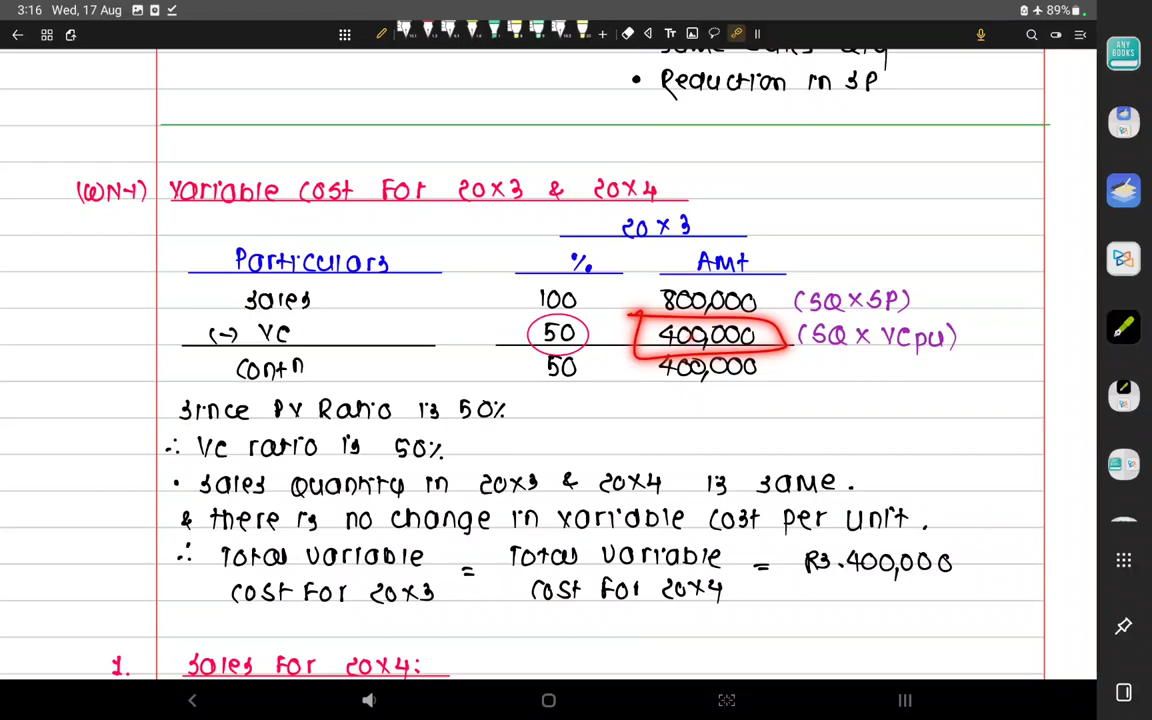 3:16 Wed, 17 Aug 89%
Tr
• Reduction in SP
(WN-1) Variable Cost For 20x3 & 20x4
20x3
Particulars % Amt
Sales 100 800,000 (SQ x SP)
(-) VC 50 400,000 (SQ x VCpu)
Contn 50 400,000
Since PV Ratio is 50%
∴ VC ratio is 50%.
• Sales Quantity in 20x3 & 20x4 is same.
& there is no change in variable cost per unit.
∴ Total Variable = Total Variable = Rs.400,000
Cost For 20x3 Cost For 20x4
1. Sales For 20x4:
ANY BOOKS